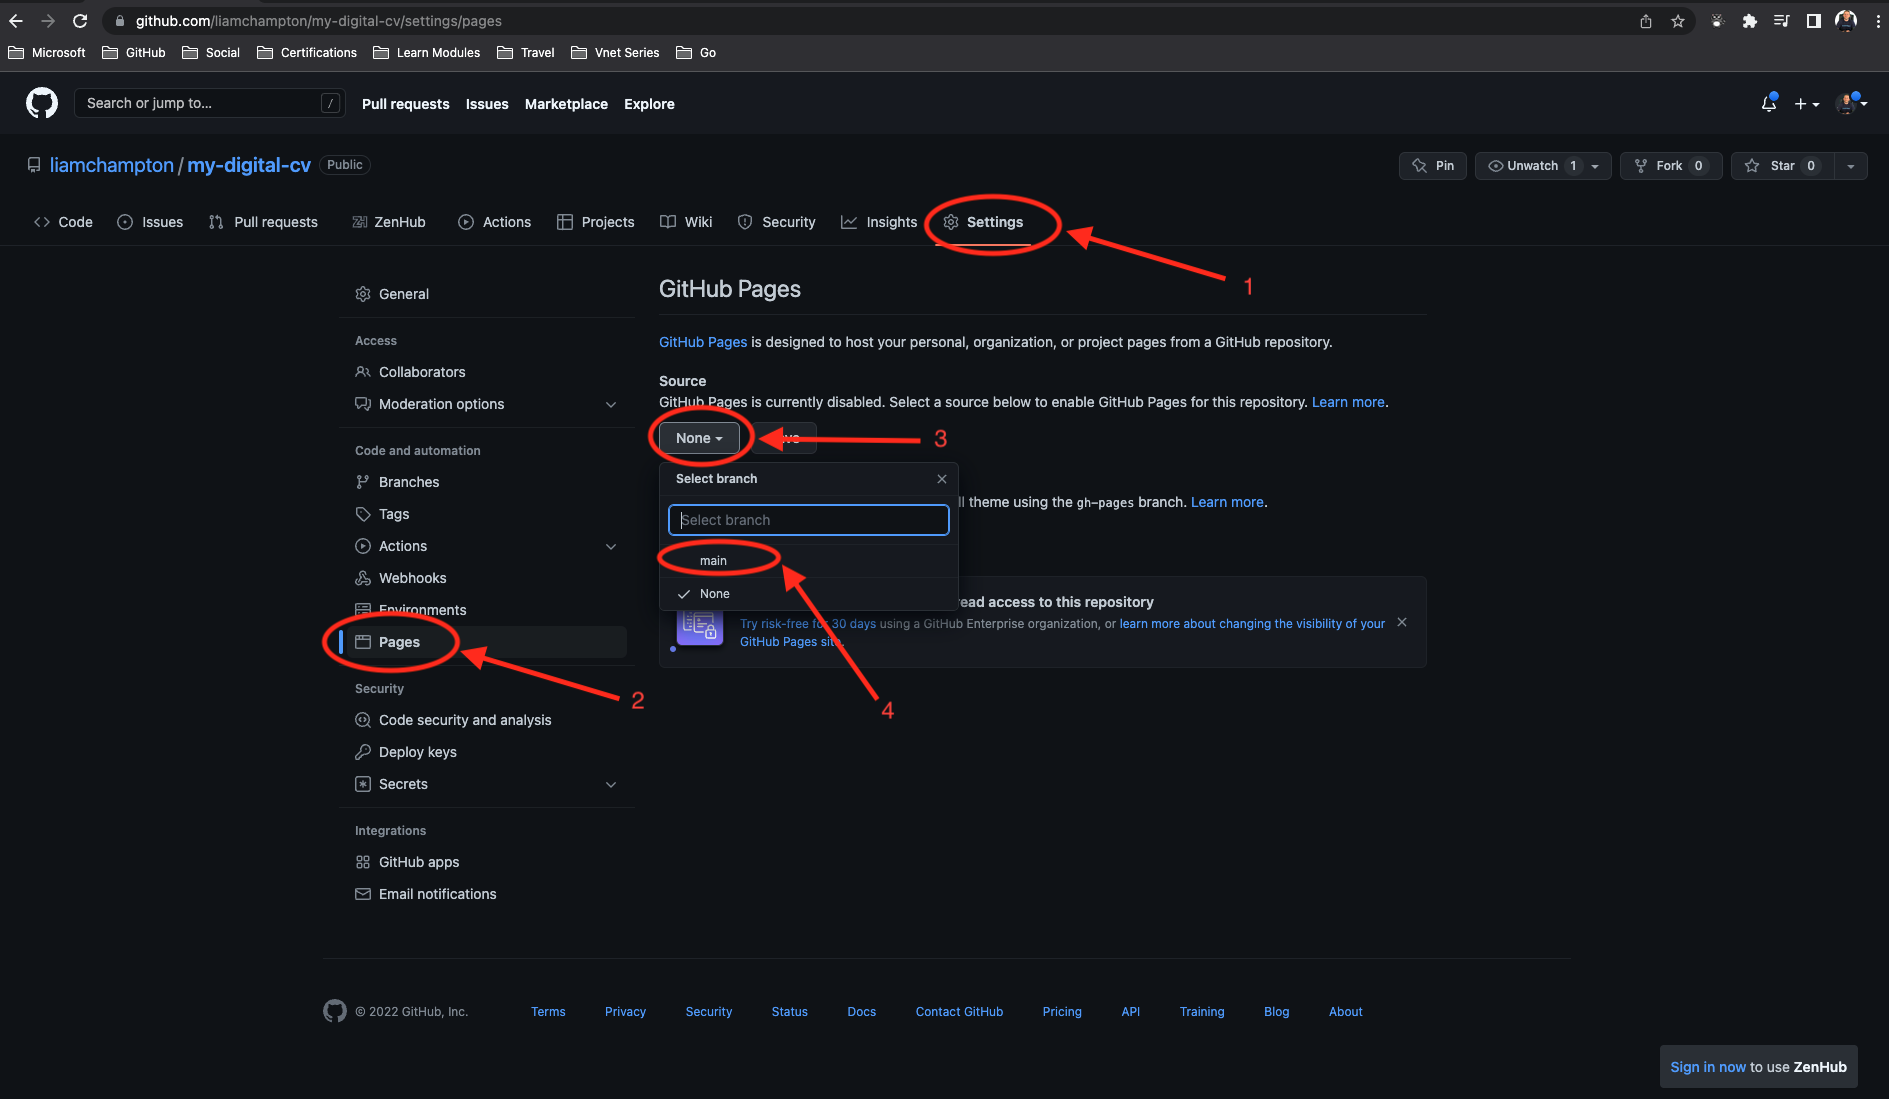 github.com/liamchampton/my-digital-cv/settings/pages
Microsoft GitHub Social Certifications Learn Modules Travel Vnet Series Go
Search or jump to... / Pull requests Issues Marketplace Explore
liamchampton / my-digital-cv Public
Pin Unwatch 1 Fork 0 Star 0
Code Issues Pull requests ZenHub Actions Projects Wiki Security Insights Settings
1
General
Access
Collaborators
Moderation options
Code and automation
Branches
Tags
Actions
Webhooks
Environments
Pages
2
Security
Code security and analysis
Deploy keys
Secrets
Integrations
GitHub apps
Email notifications
GitHub Pages
GitHub Pages is designed to host your personal, organization, or project pages from a GitHub repository.
Source
GitHub Pages is currently disabled. Select a source below to enable GitHub Pages for this repository. Learn more.
None
3
Select branch
Select branch
main
None
4
theme using the gh-pages branch. Learn more.
access to this repository
Try risk-free for 30 days using a GitHub Enterprise organization, or learn more about changing the visibility of your
GitHub Pages site.
© 2022 GitHub, Inc. Terms Privacy Security Status Docs Contact GitHub Pricing API Training Blog About
Sign in now to use ZenHub